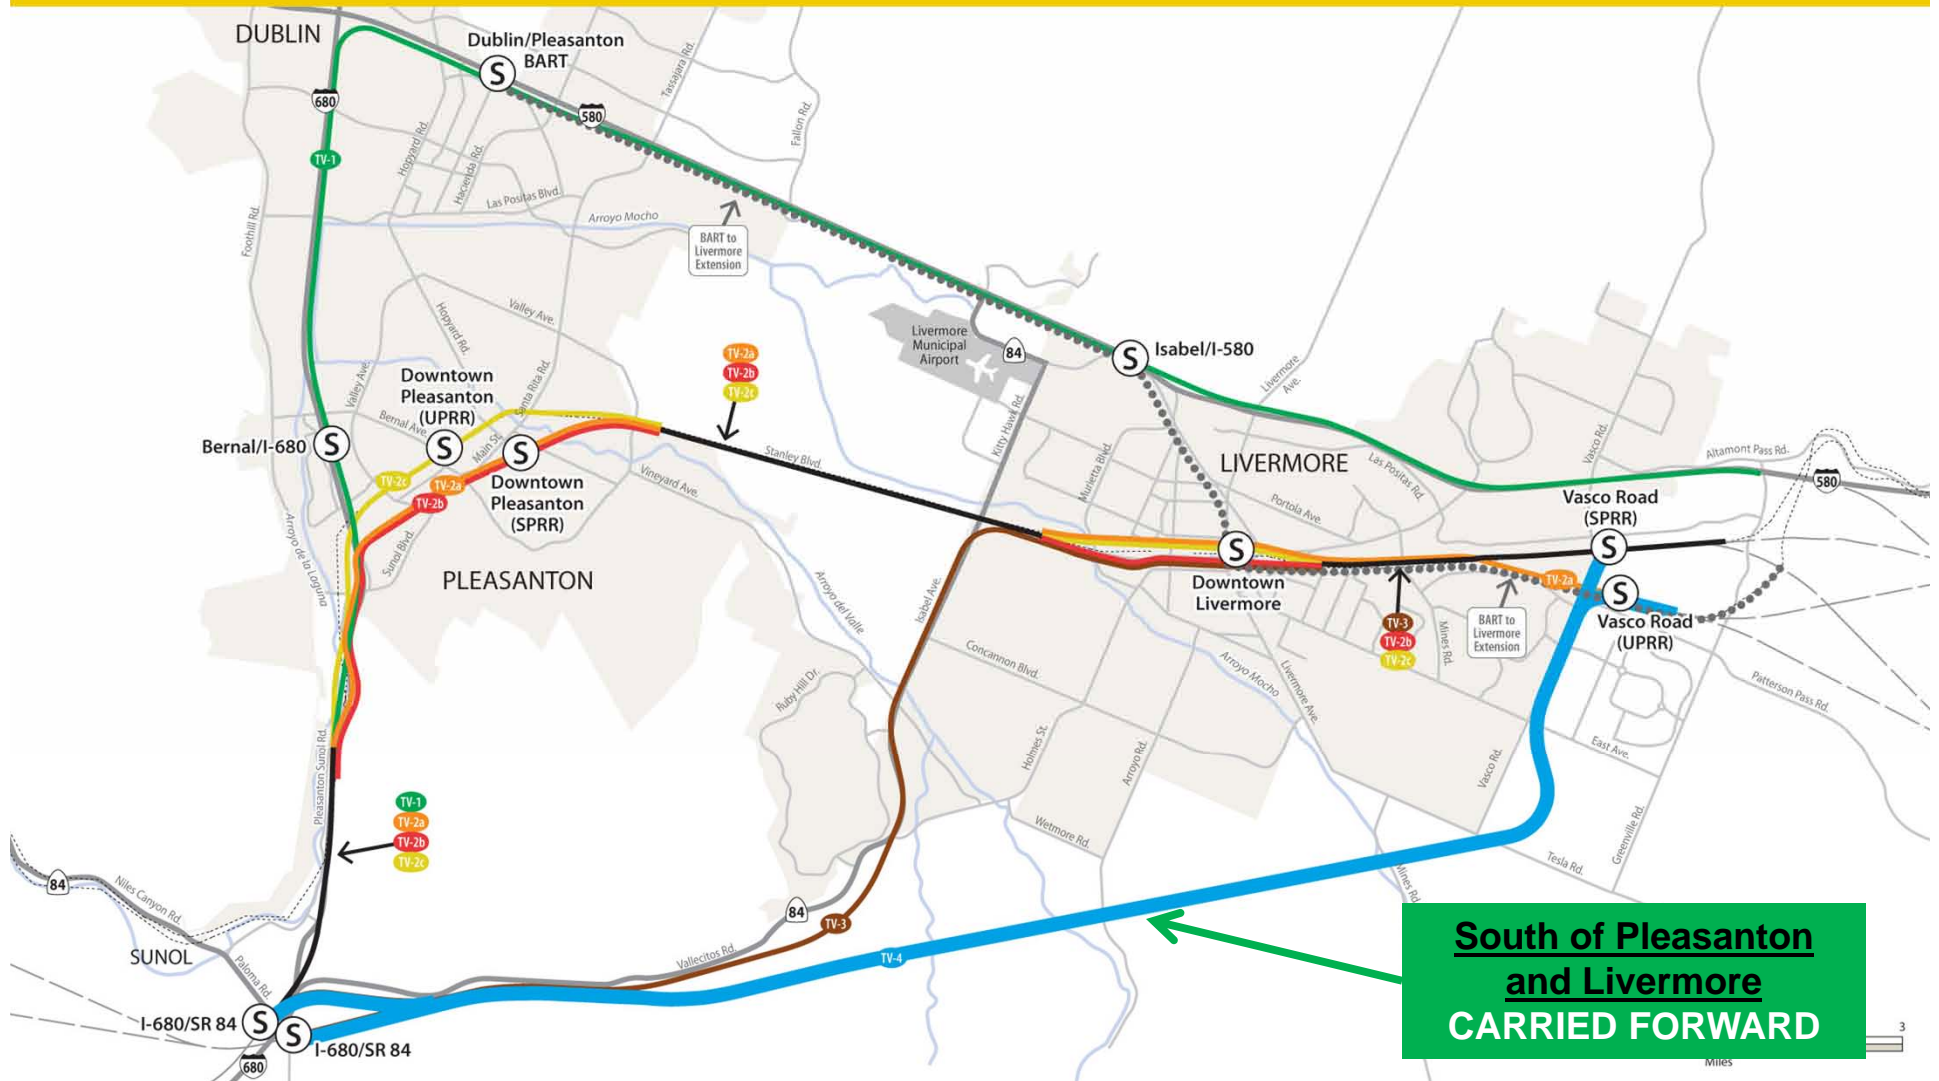 DUBLIN
Dublin/Pleasanton
BART
680
580
TV-1
Hopyard Rd.
Hacienda Rd.
Tassajara Rd.
Fallon Rd.
Las Positas Blvd.
Foothill Rd.
Arroyo Mocho
BART to
Livermore
Extension
Valley Ave.
Hopyard Rd.
Livermore
Municipal
Airport
84
Isabel/I-580
Livermore
Ave.
Santa Rita Rd.
Valley Ave.
Downtown
Pleasanton
(UPRR)
Bernal Ave.
Main St.
TV-2a
TV-2b
TV-2c
Bernal/I-680
S
S
S
S
S
Stanley Blvd.
Kitty Hawk Rd.
Murietta Blvd.
LIVERMORE
Las Positas Rd.
Vasco Rd.
Altamont Pass Rd.
580
Vineyard Ave.
TV-2c
TV-2a
TV-2b
Downtown
Pleasanton
(SPRR)
Portola Ave.
Vasco Road
(SPRR)
S
S
S
Arroyo de la Laguna
Sunol Blvd.
PLEASANTON
Arroyo del Valle
Isabel Ave.
Downtown
Livermore
TV-2a
Vasco Road
(UPRR)
TV-3
TV-2b
TV-2c
Mines Rd.
BART to
Livermore
Extension
Concannon Blvd.
Arroyo Mocho
Livermore Ave.
Patterson Pass Rd.
Ruby Hill Dr.
Holmes St.
Arroyo Rd.
Vasco Rd.
East Ave.
Pleasanton Sunol Rd.
TV-1
TV-2a
TV-2b
TV-2c
Wetmore Rd.
Greenville Rd.
Tesla Rd.
Mines Rd.
84
Niles Canyon Rd.
84
TV-3
SUNOL
Paloma Rd.
Vallecitos Rd.
TV-4
South of Pleasanton
and Livermore
CARRIED FORWARD
I-680/SR 84
S
S
I-680/SR 84
680
3
Miles